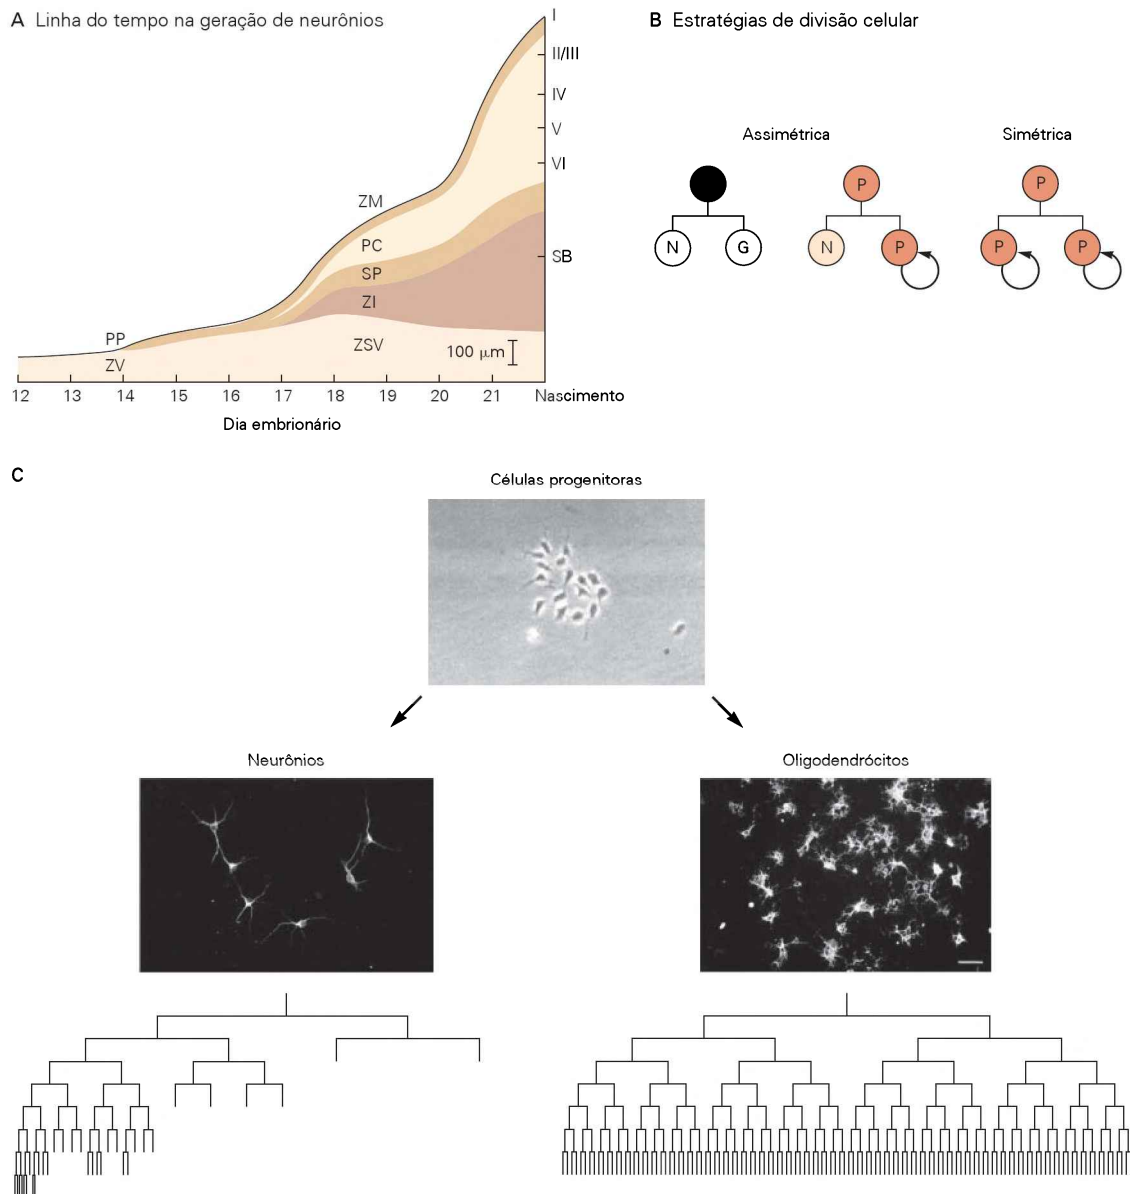 A Linha do tempo na geração de neurônios
I
II/III
IV
V
VI
SB
ZM
PC
SP
ZI
ZSV
PP
ZV
100 μm
12 13 14 15 16 17 18 19 20 21 Nascimento
Dia embrionário
B Estratégias de divisão celular
Assimétrica Simétrica
P P
N G N P P P
C
Células progenitoras
Neurônios Oligodendrócitos